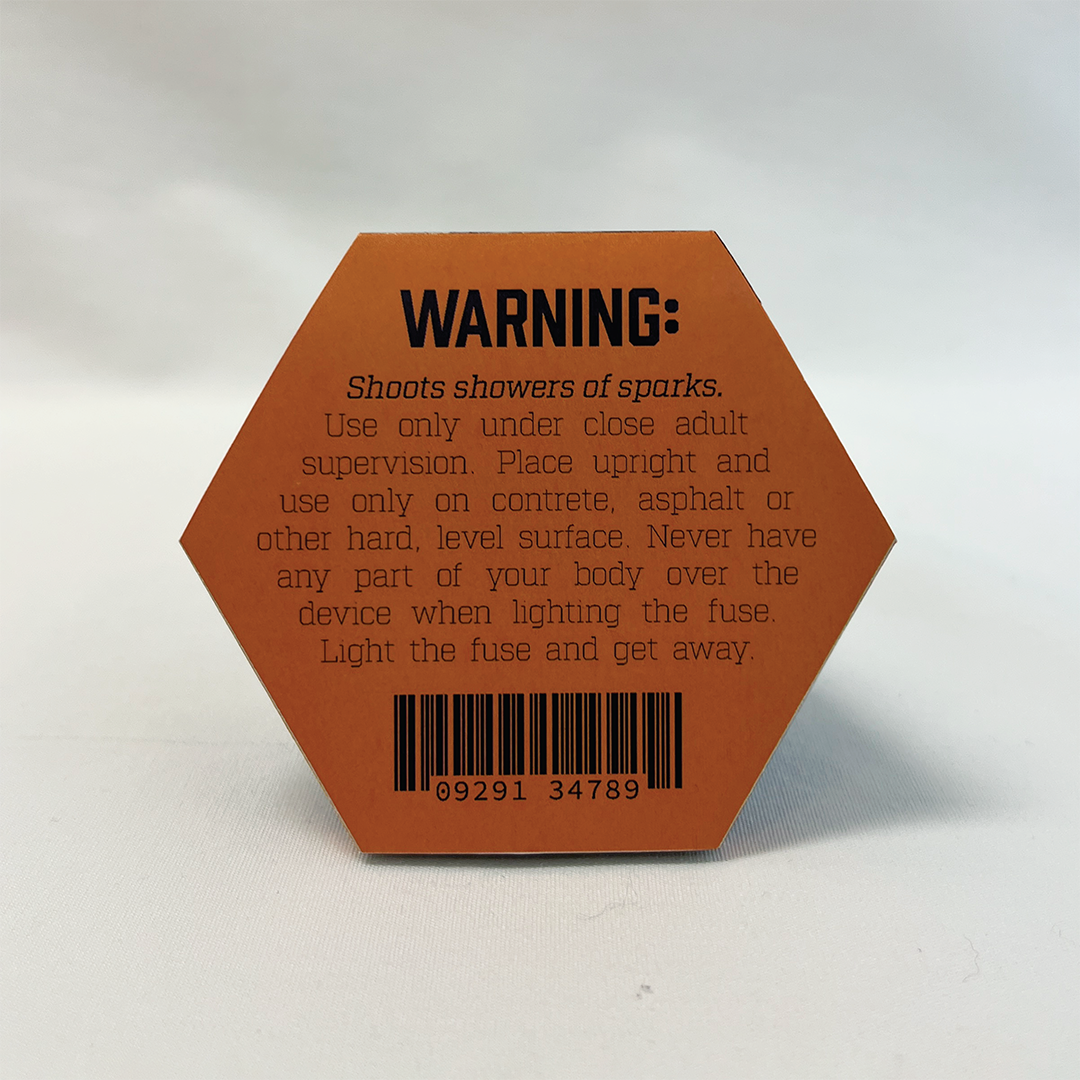 WARNING:
Shoots showers of sparks.
Use only under close adult
supervision. Place upright and
use only on contrete, asphalt or
other hard, level surface. Never have
any part of your body over the
device when lighting the fuse.
Light the fuse and get away.
09291 34789